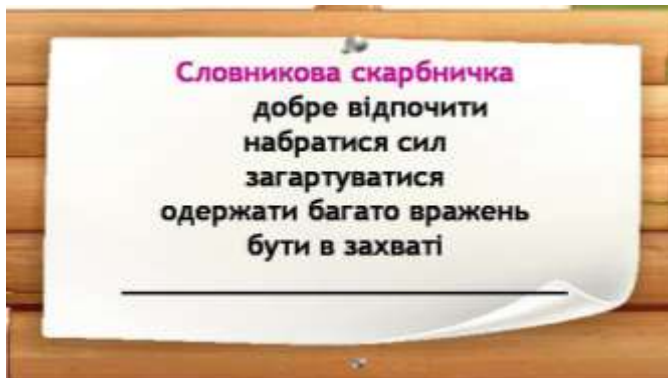 Словникова скарбничка
добре відпочити
набратися сил
загартуватися
одержати багато вражень
бути в захваті